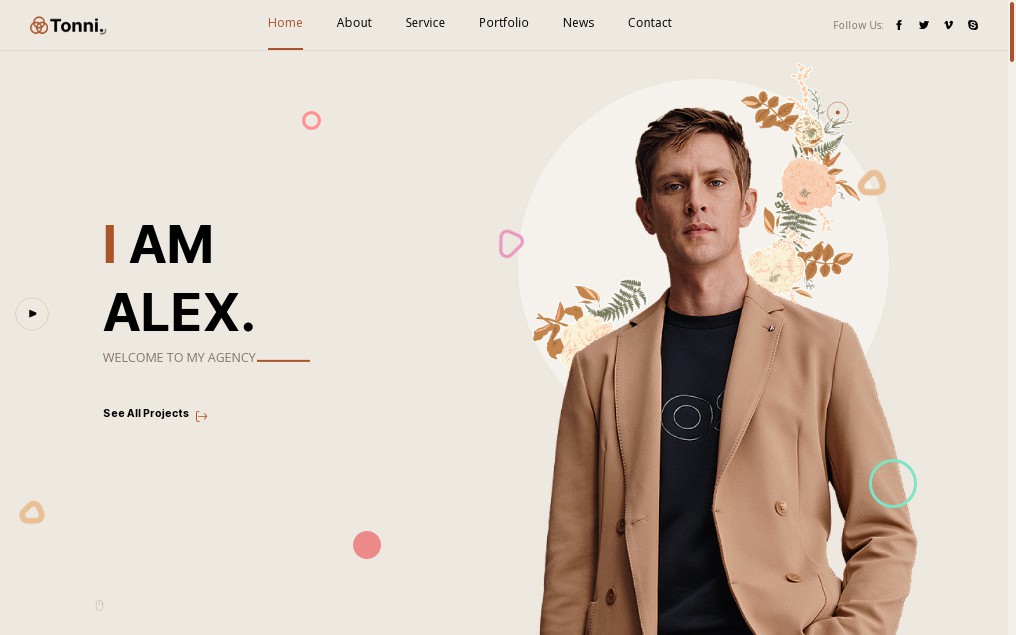 Tonni.
Home About Service Portfolio News Contact
Follow Us:
I AM
ALEX.
WELCOME TO MY AGENCY
See All Projects